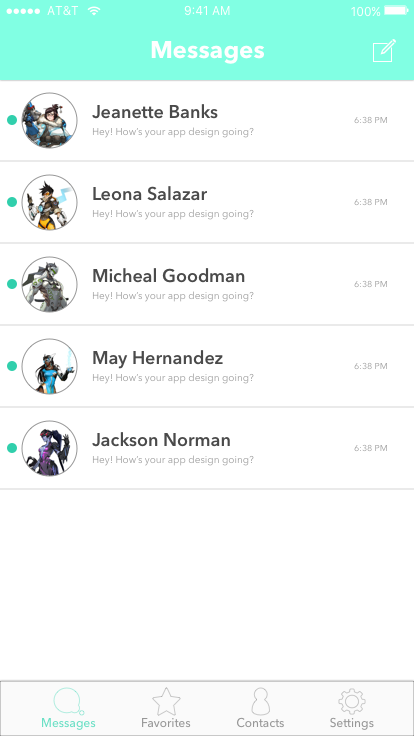 AT&T 9:41 AM 100%
Messages
Jeanette Banks
Hey! How's your app design going?
6:38 PM
Leona Salazar
Hey! How's your app design going?
6:38 PM
Micheal Goodman
Hey! How's your app design going?
6:38 PM
May Hernandez
Hey! How's your app design going?
6:38 PM
Jackson Norman
Hey! How's your app design going?
6:38 PM
Messages Favorites Contacts Settings